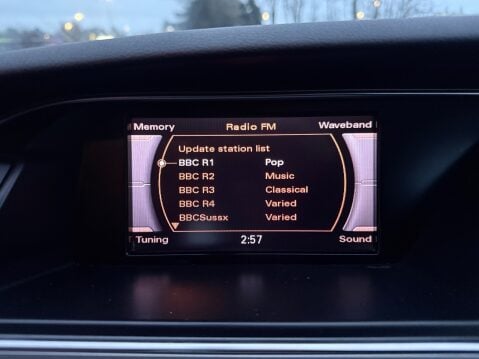 Memory Radio FM Waveband
Update station list
BBC R1 Pop
BBC R2 Music
BBC R3 Classical
BBC R4 Varied
BBCSussx Varied
Tuning 2:57 Sound